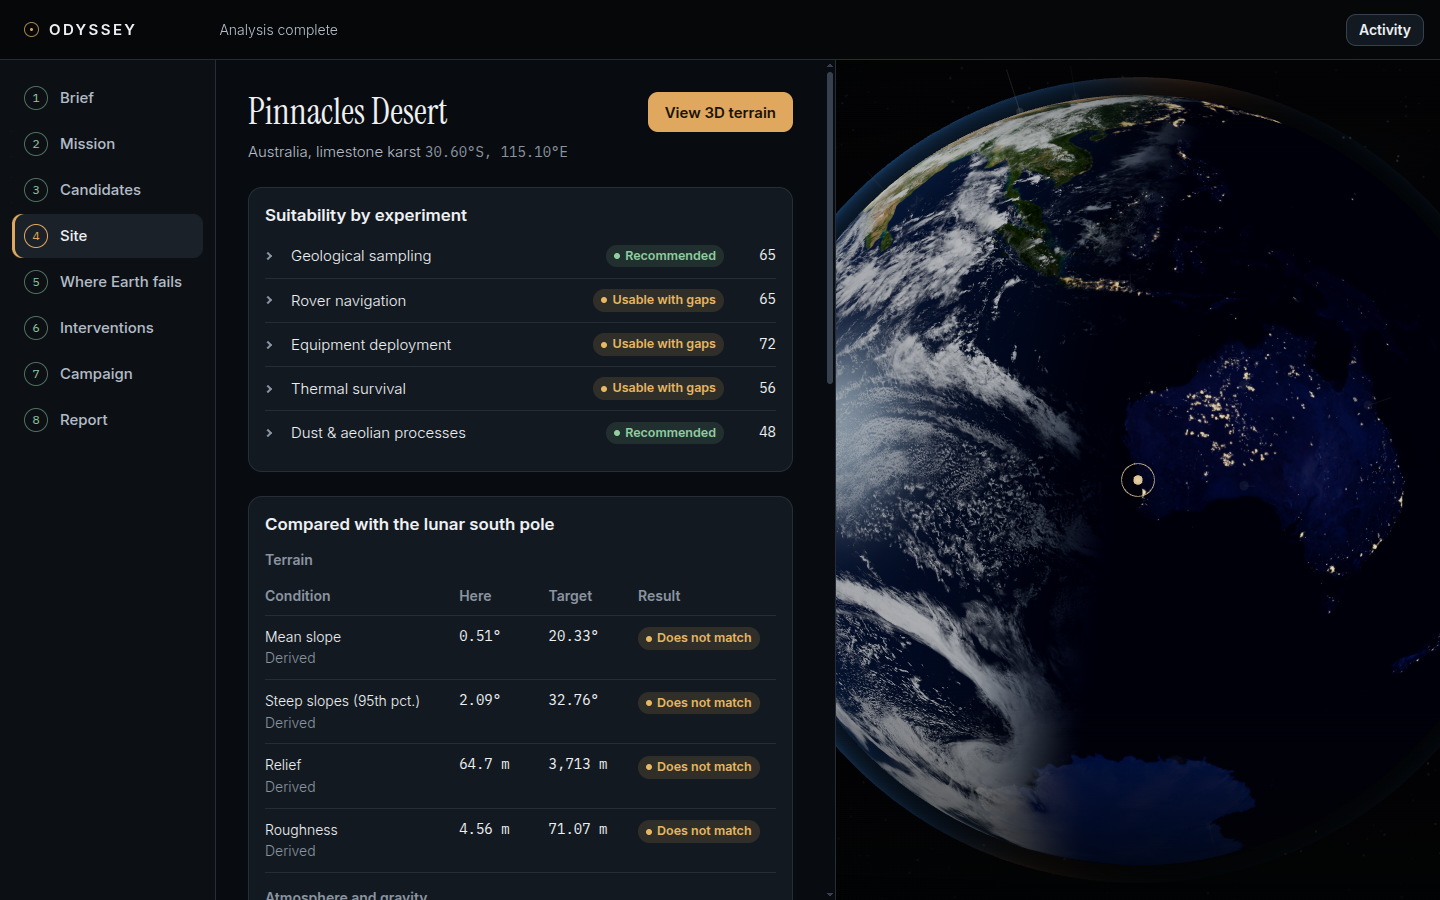 ODYSSEY
Analysis complete
Activity
1 Brief
2 Mission
3 Candidates
4 Site
5 Where Earth fails
6 Interventions
7 Campaign
8 Report
Pinnacles Desert
View 3D terrain
Australia, limestone karst 30.60°S, 115.10°E
Suitability by experiment
Geological sampling Recommended 65
Rover navigation Usable with gaps 65
Equipment deployment Usable with gaps 72
Thermal survival Usable with gaps 56
Dust & aeolian processes Recommended 48
Compared with the lunar south pole
Terrain
Condition Here Target Result
Mean slope 0.51° 20.33° Does not match
Derived
Steep slopes (95th pct.) 2.09° 32.76° Does not match
Derived
Relief 64.7 m 3,713 m Does not match
Derived
Roughness 4.56 m 71.07 m Does not match
Derived
Atmosphere and gravity